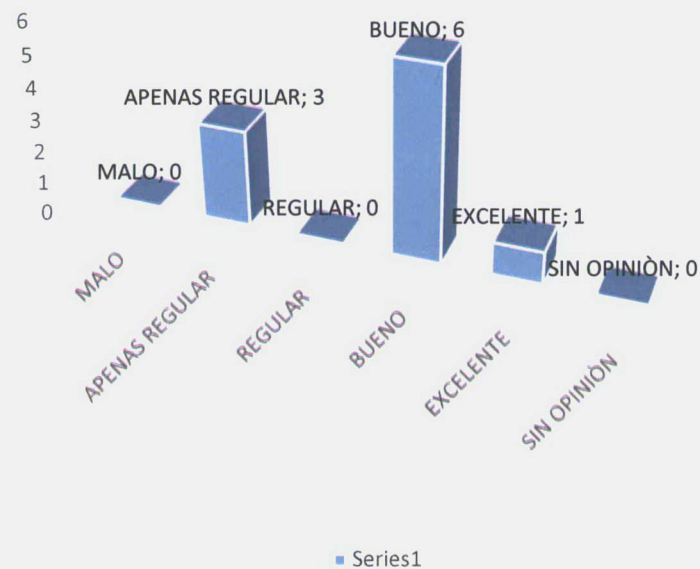 6
5
4
3
2
1
0
BUENO; 6
APENAS REGULAR; 3
MALO; 0
REGULAR; 0
EXCELENTE; 1
SIN OPINIÒN; 0
MALO
APENAS REGULAR
REGULAR
BUENO
EXCELENTE
SIN OPINIÒN
Series1